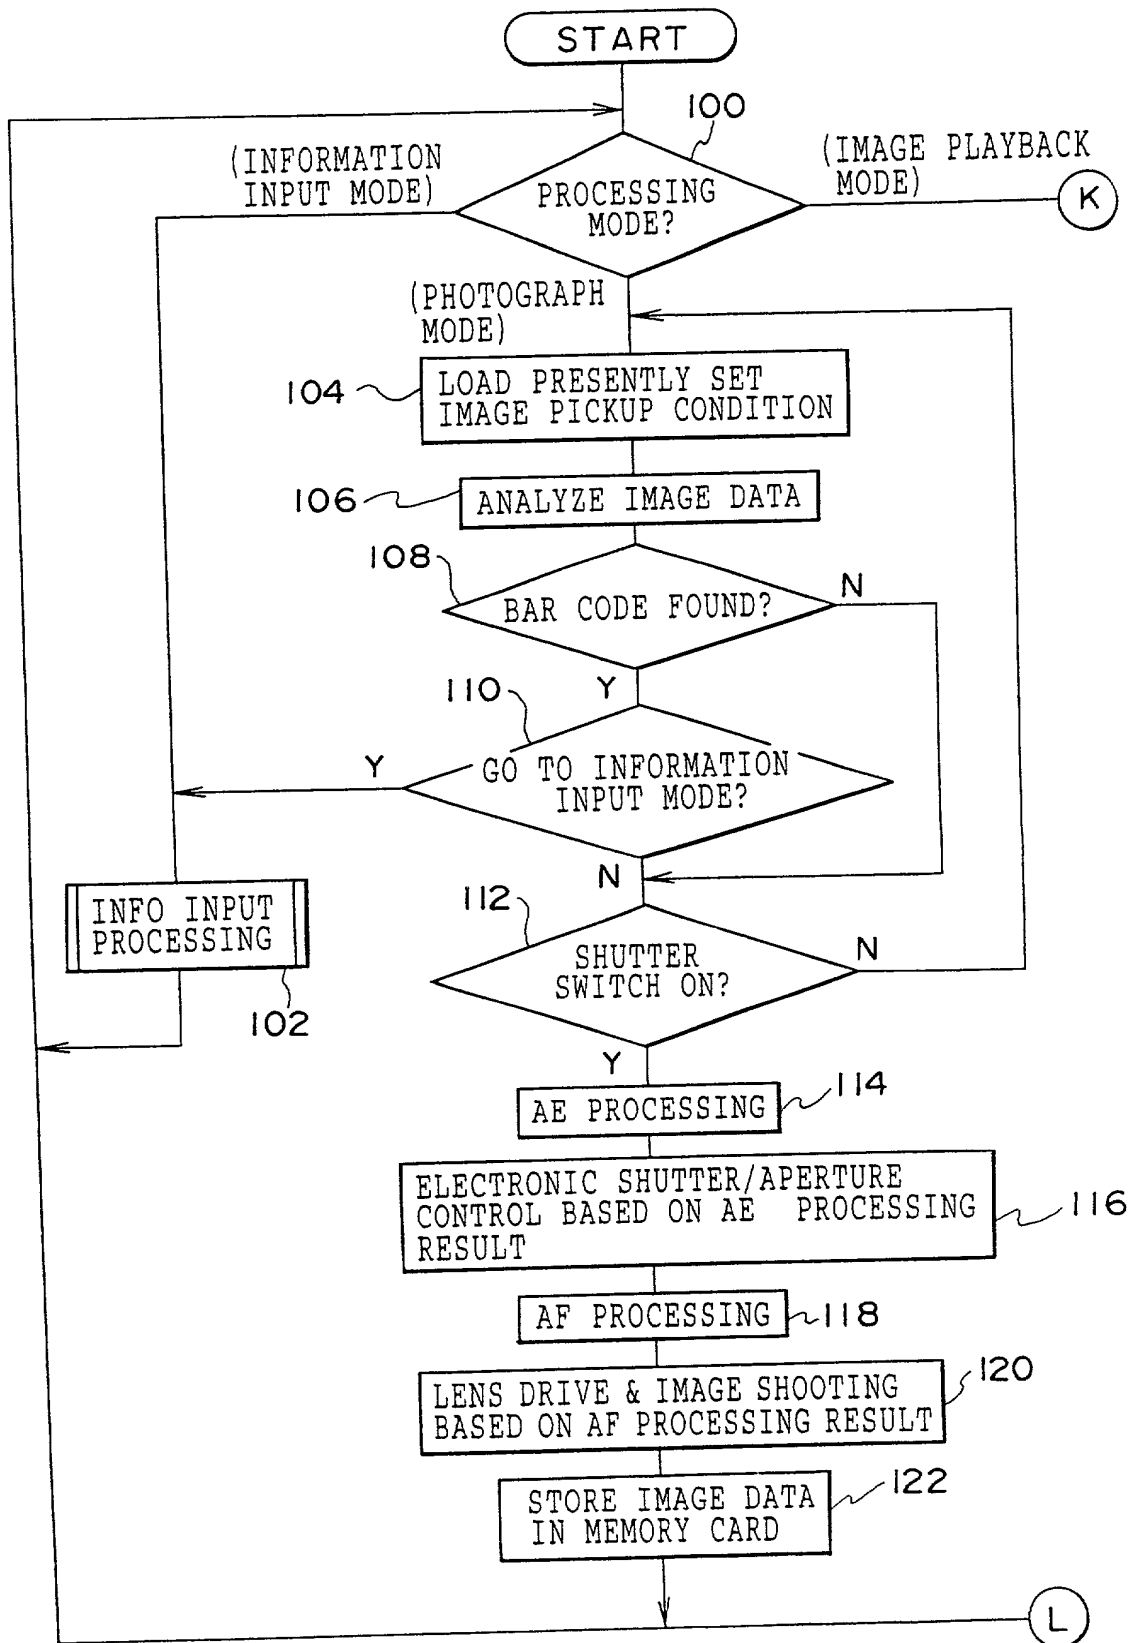 START
100
(INFORMATION
INPUT MODE)
(IMAGE PLAYBACK
MODE)
PROCESSING
MODE?
K
(PHOTOGRAPH
MODE)
104
LOAD PRESENTLY SET
IMAGE PICKUP CONDITION
106
ANALYZE IMAGE DATA
108
BAR CODE FOUND?
N
Y
110
Y
GO TO INFORMATION
INPUT MODE?
N
112
INFO INPUT
PROCESSING
102
SHUTTER
SWITCH ON?
N
Y
AE PROCESSING
114
ELECTRONIC SHUTTER/APERTURE
CONTROL BASED ON AE PROCESSING
RESULT
116
AF PROCESSING
118
LENS DRIVE & IMAGE SHOOTING
BASED ON AF PROCESSING RESULT
120
STORE IMAGE DATA
IN MEMORY CARD
122
L